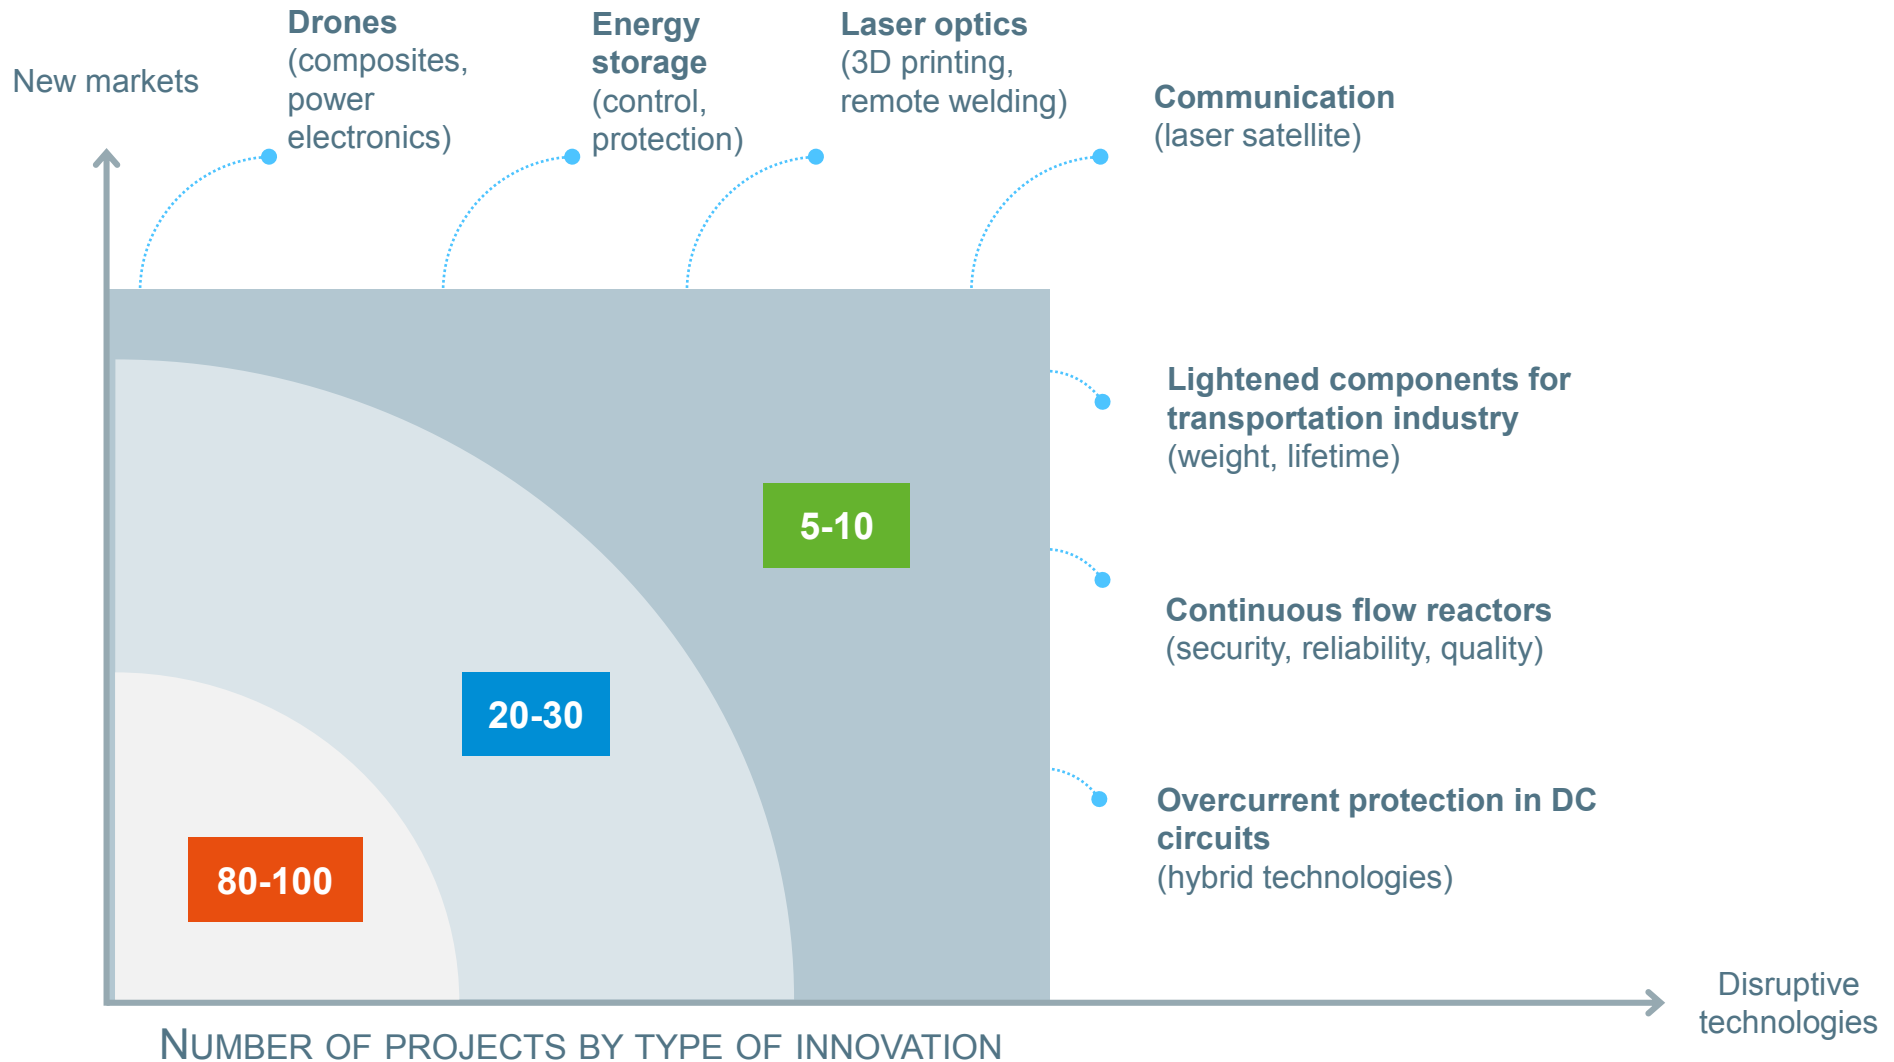 New markets
Drones
(composites,
power
electronics)
Energy
storage
(control,
protection)
Laser optics
(3D printing,
remote welding)
Communication
(laser satellite)
Lightened components for
transportation industry
(weight, lifetime)
5-10
Continuous flow reactors
(security, reliability, quality)
20-30
Overcurrent protection in DC
circuits
(hybrid technologies)
80-100
Disruptive
technologies
NUMBER OF PROJECTS BY TYPE OF INNOVATION